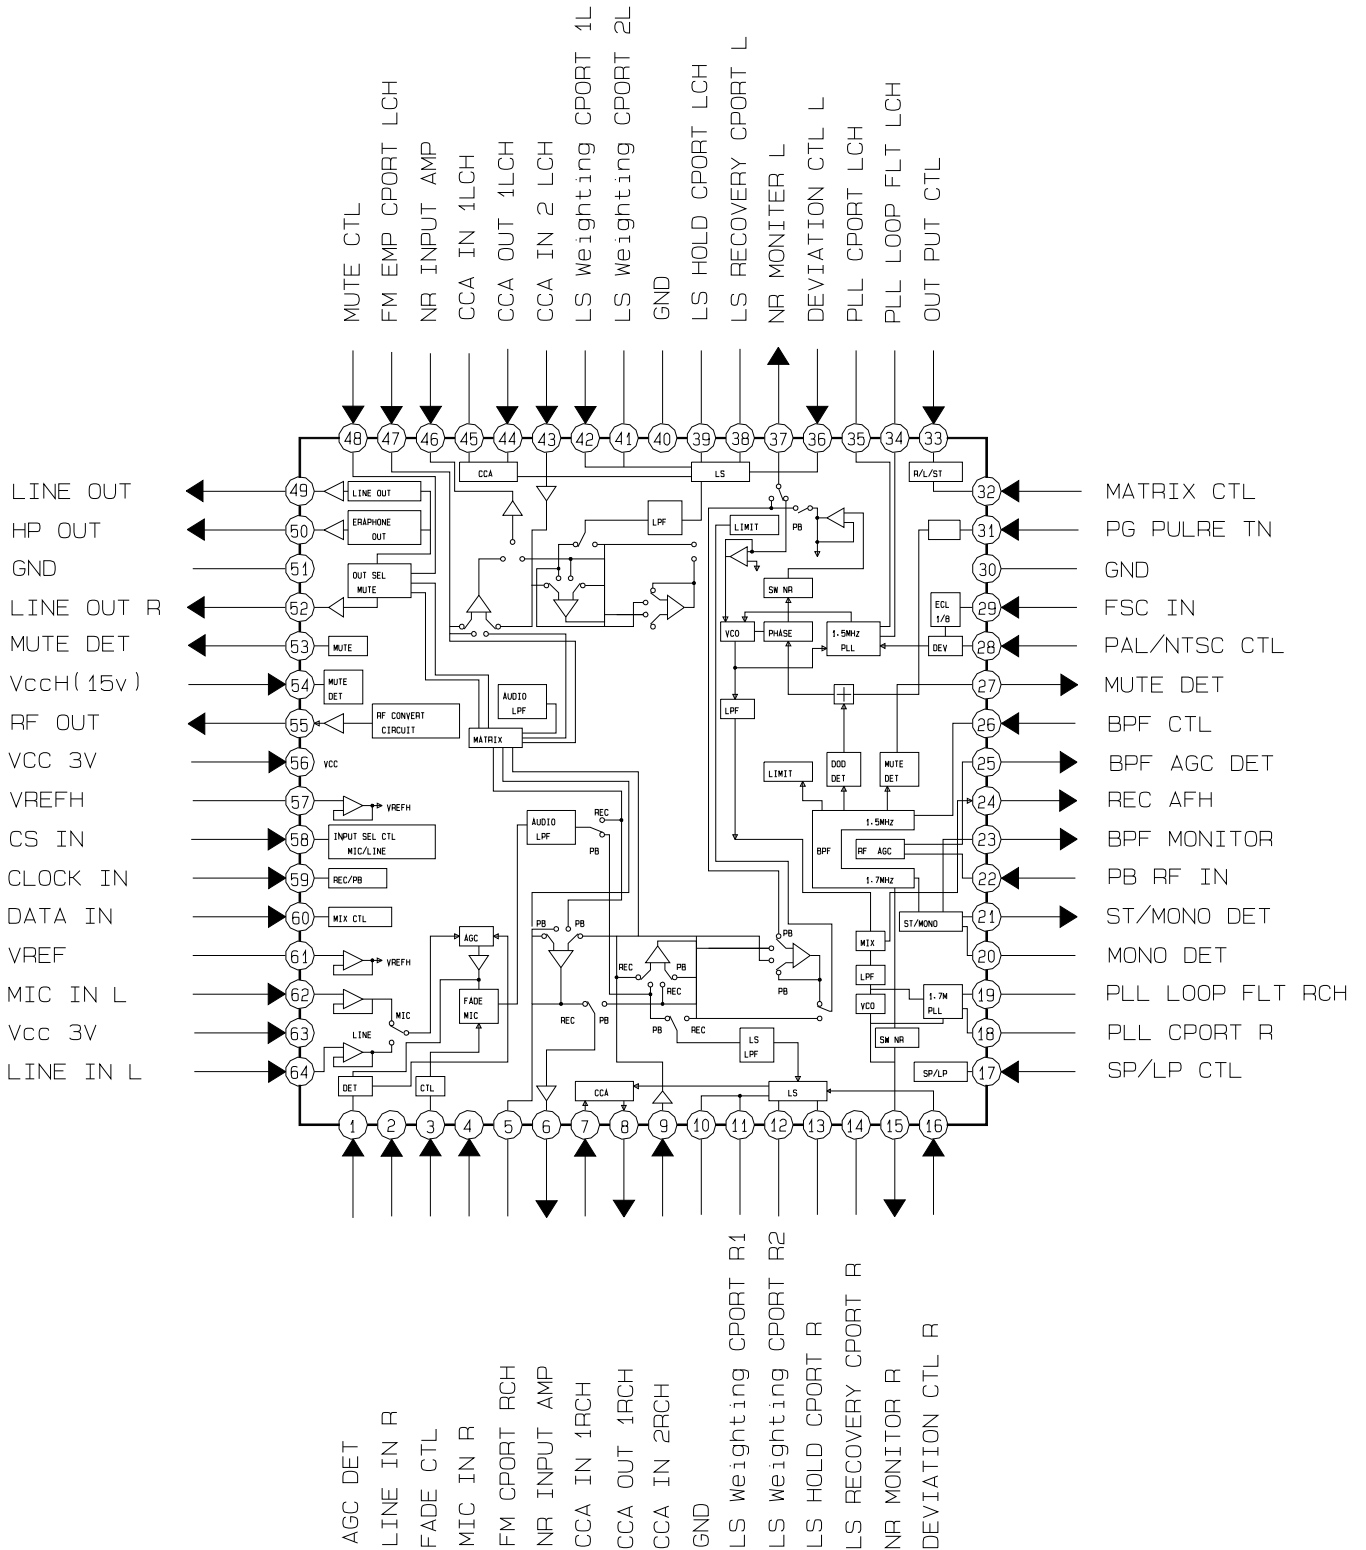 MUTE CTL
FM EMP CPORT LCH
NR INPUT AMP
CCA IN 1LCH
CCA OUT 1LCH
CCA IN 2 LCH
LS Weighting CPORT 1L
LS Weighting CPORT 2L
GND
LS HOLD CPORT LCH
LS RECOVERY CPORT L
NR MONITER L
DEVIATION CTL L
PLL CPORT LCH
PLL LOOP FLT LCH
OUT PUT CTL
48 47 46 45 44 43 42 41 40 39 38 37 36 35 34 33
LINE OUT
HP OUT
GND
LINE OUT R
MUTE DET
VccH(15v)
RF OUT
VCC 3V
VREFH
CS IN
CLOCK IN
DATA IN
VREF
MIC IN L
Vcc 3V
LINE IN L
49
50
51
52
53
54
55
56
57
58
59
60
61
62
63
64
LINE OUT
ERAPHONE
OUT
OUT SEL
MUTE
MUTE
MUTE
DET
RF CONVERT
CIRCUIT
VCC
VREFH
INPUT SEL CTL
MIC/LINE
REC/PB
MIX CTL
VREFH
MIC
LINE
DET
CTL
CCA
LS
LPF
LIMIT
PB
R/L/ST
SW NR
VCO
PHASE
1.5MHz
PLL
ECL
1/8
DEV
LPF
AUDIO
LPF
MATRIX
LIMIT
DOD
DET
MUTE
DET
1.5MHz
BPF
RF AGC
1.7MHz
AUDIO
LPF
REC
PB
ST/MONO
MIX
LPF
VCO
1.7M
PLL
SW NR
SP/LP
AGC
FADE
MIC
PB
PB
REC
PB
REC
PB
REC
PB
REC
PB
PB
LS
LPF
CCA
LS
32
31
30
29
28
27
26
25
24
23
22
21
20
19
18
17
MATRIX CTL
PG PULRE TN
GND
FSC IN
PAL/NTSC CTL
MUTE DET
BPF CTL
BPF AGC DET
REC AFH
BPF MONITOR
PB RF IN
ST/MONO DET
MONO DET
PLL LOOP FLT RCH
PLL CPORT R
SP/LP CTL
1 2 3 4 5 6 7 8 9 10 11 12 13 14 15 16
AGC DET
LINE IN R
FADE CTL
MIC IN R
FM CPORT RCH
NR INPUT AMP
CCA IN 1RCH
CCA OUT 1RCH
CCA IN 2RCH
GND
LS Weighting CPORT R1
LS Weighting CPORT R2
LS HOLD CPORT R
LS RECOVERY CPORT R
NR MONITOR R
DEVIATION CTL R